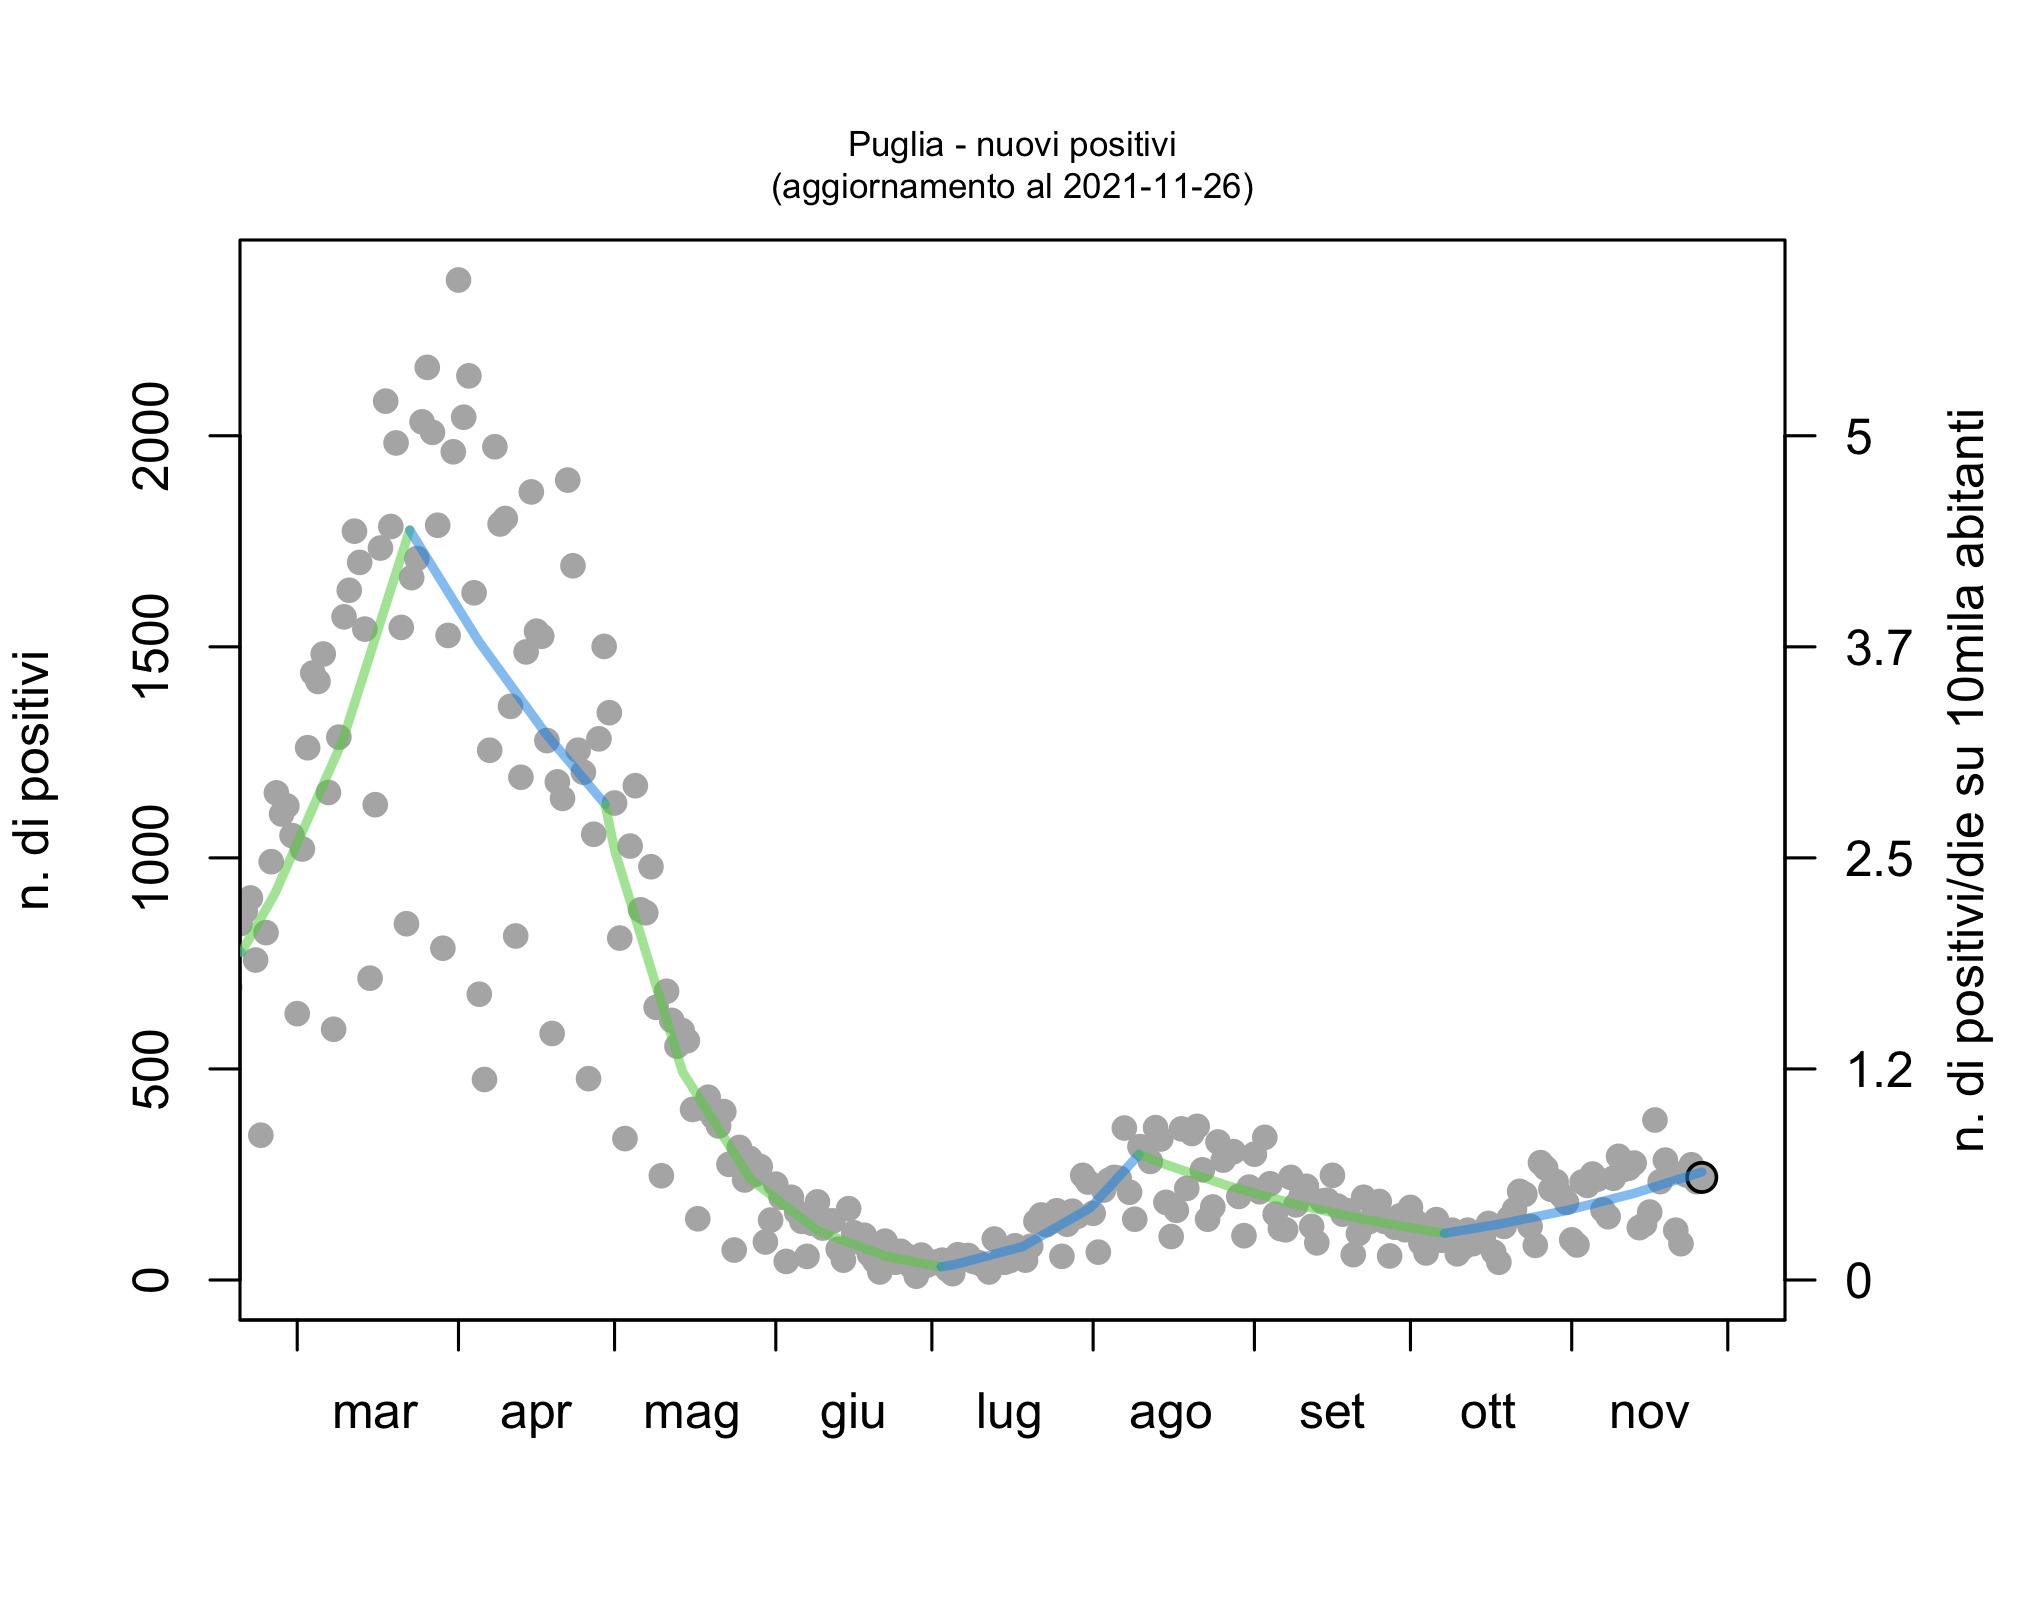 Puglia - nuovi positivi
(aggiornamento al 2021-11-26)
n. di positivi
2000
1500
1000
500
0
5
3.7
2.5
1.2
0
n. di positivi/die su 10mila abitanti
mar apr mag giu lug ago set ott nov